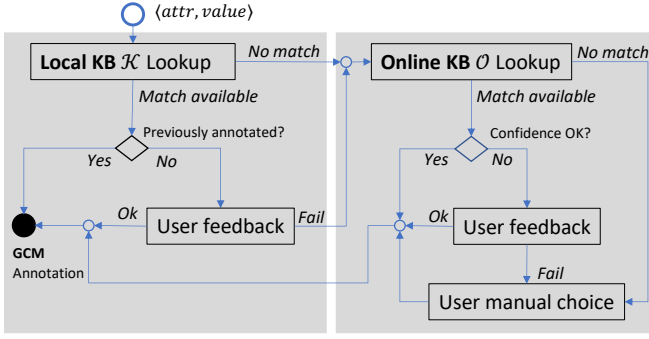 ⟨attr, value⟩
Local KB 𝒦 Lookup
No match
Online KB 𝒪 Lookup
No match
Match available
Match available
Previously annotated?
Confidence OK?
Yes
No
Yes
No
Ok
User feedback
Fail
Ok
User feedback
GCM
Annotation
Fail
User manual choice